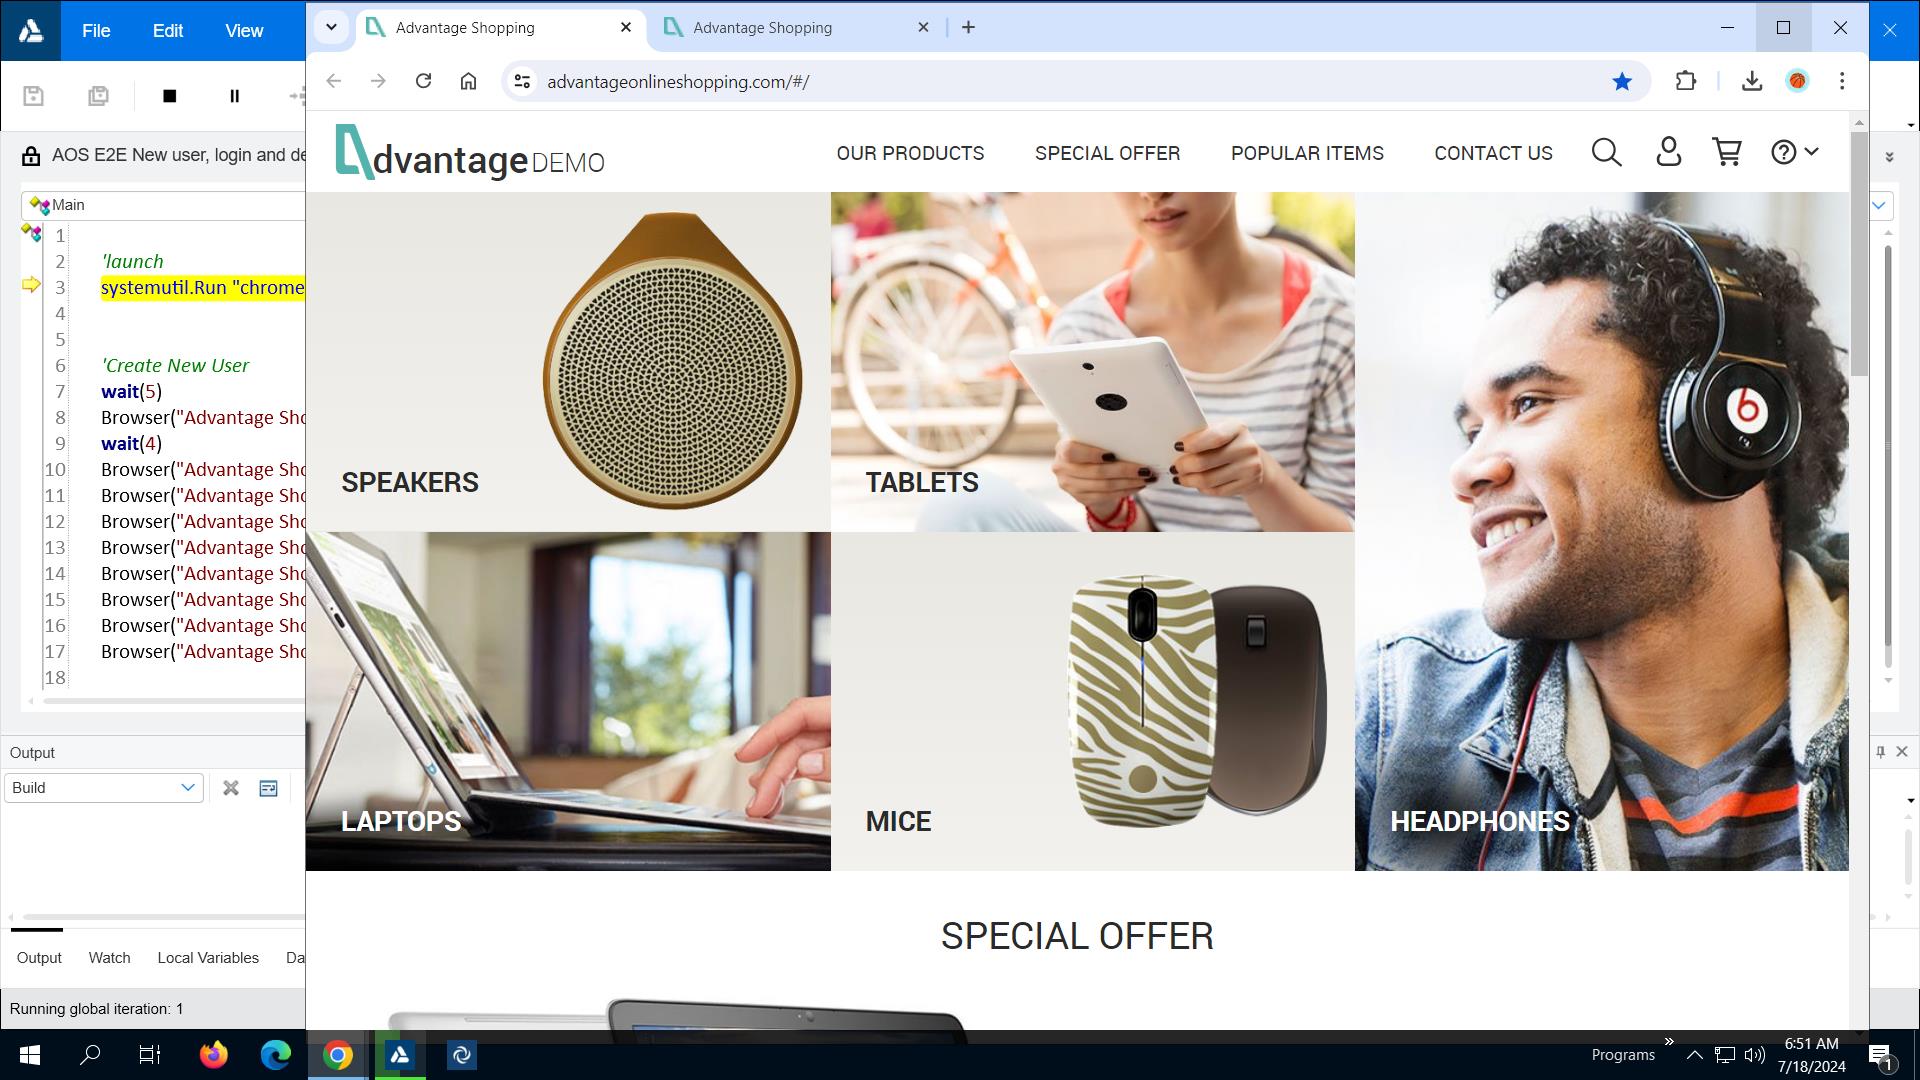 File Edit View
Advantage Shopping
Advantage Shopping
advantageonlineshopping.com/#/
AOS E2E New user, login and de
Main
1
2 'launch
3 systemutil.Run "chrome
4
5
6 'Create New User
7 wait(5)
8 Browser("Advantage Sho
9 wait(4)
10 Browser("Advantage Sho
11 Browser("Advantage Sho
12 Browser("Advantage Sho
13 Browser("Advantage Sho
14 Browser("Advantage Sho
15 Browser("Advantage Sho
16 Browser("Advantage Sho
17 Browser("Advantage Sho
18
Output
Build
Output Watch Local Variables Da
Running global iteration: 1
Advantage DEMO
OUR PRODUCTS SPECIAL OFFER POPULAR ITEMS CONTACT US
SPEAKERS
TABLETS
LAPTOPS
MICE
HEADPHONES
SPECIAL OFFER
Programs
6:51 AM
7/18/2024
1